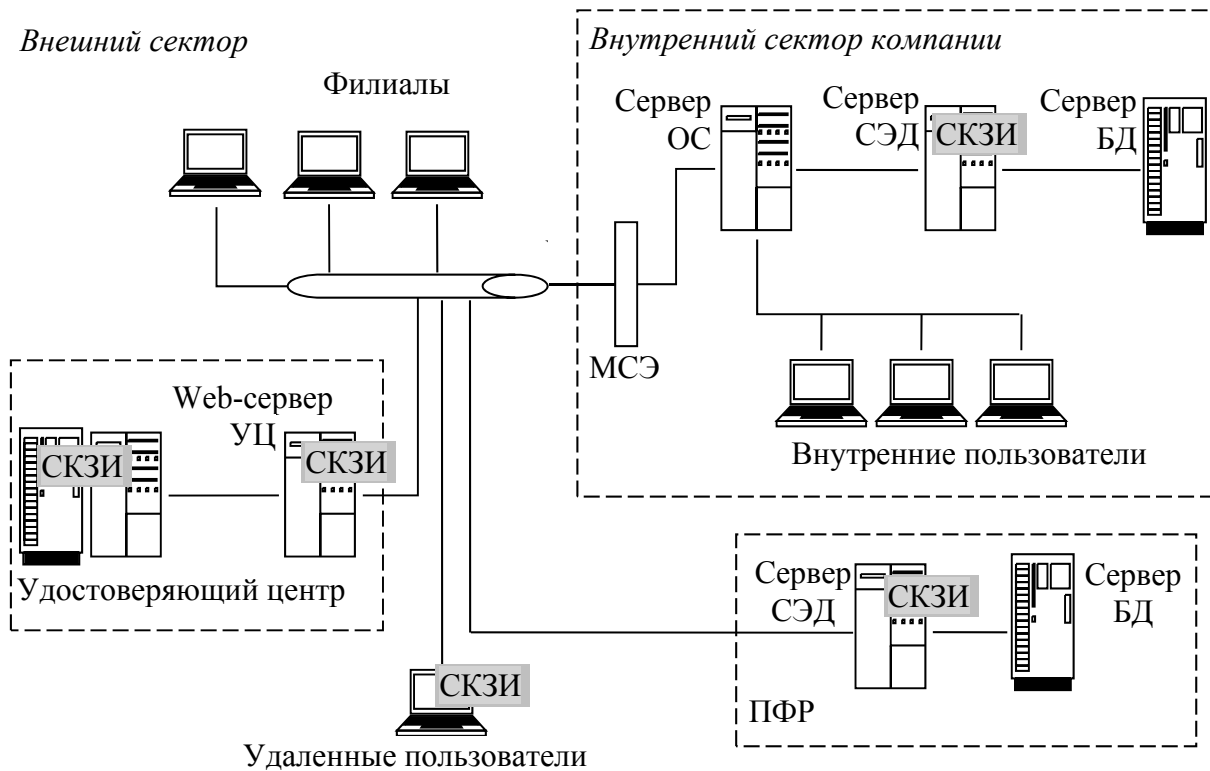 Внешний сектор
Филиалы
Внутренний сектор компании
Сервер
ОС
Сервер
СЭД
СКЗИ
Сервер
БД
МСЭ
Внутренние пользователи
Web-сервер
УЦ
СКЗИ
СКЗИ
Удостоверяющий центр
СКЗИ
Удаленные пользователи
Сервер
СЭД
СКЗИ
Сервер
БД
ПФР